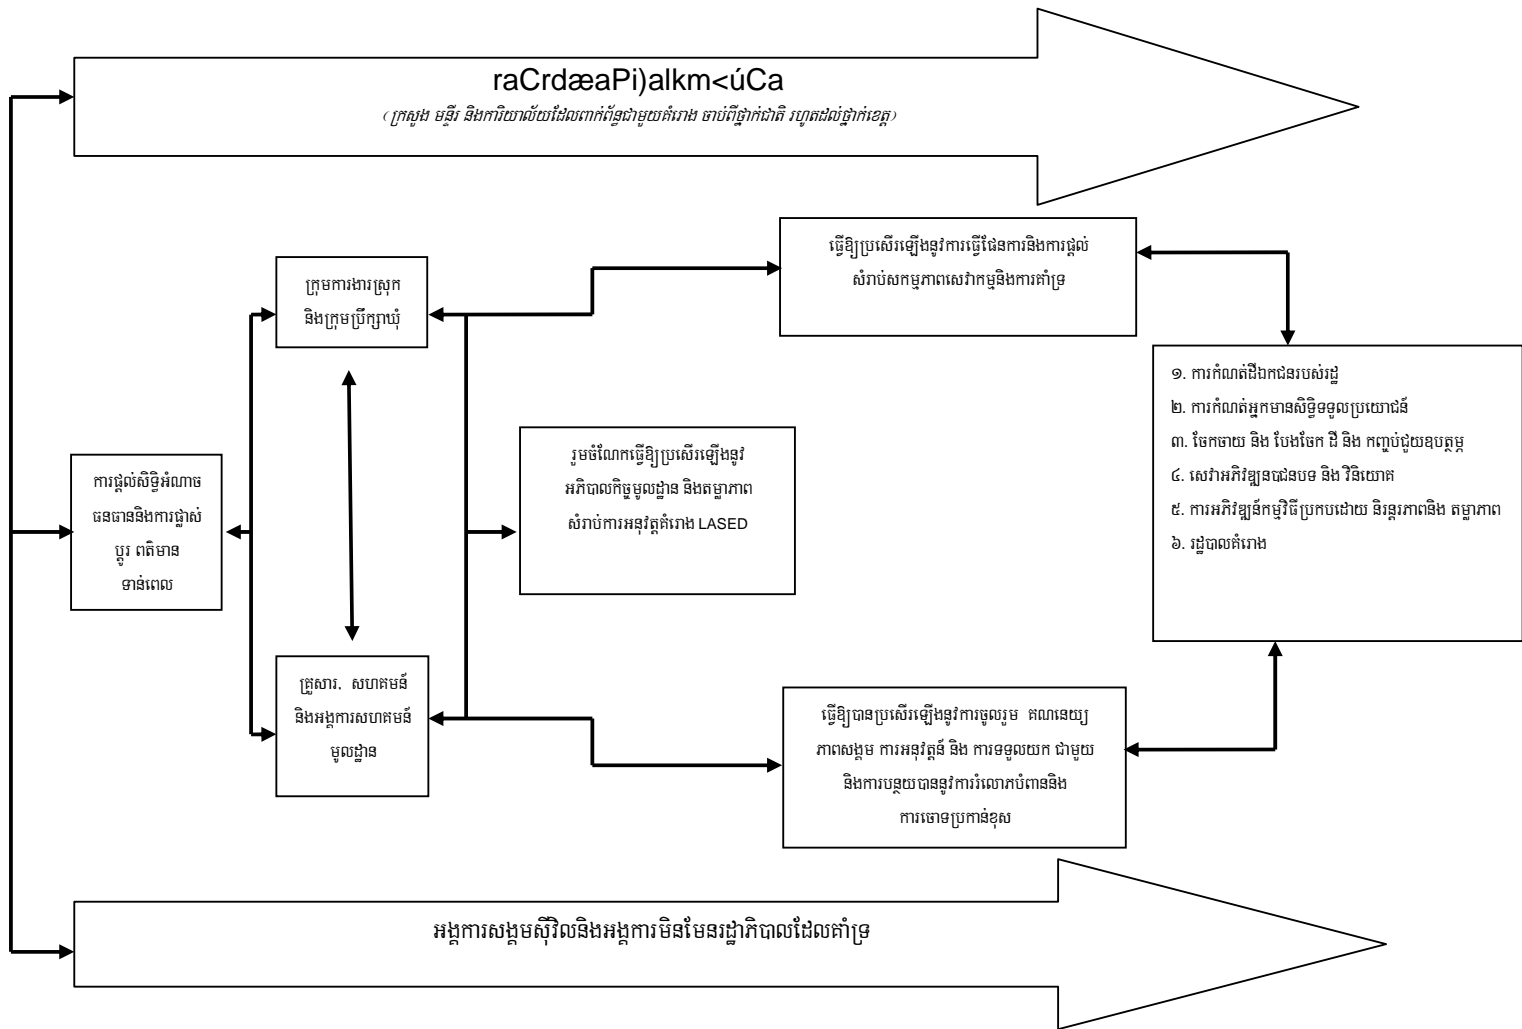 raCrdæaPi)alkm<úCa
(ក្រសួង មន្ទីរ និងការិយាល័យដែលពាក់ព័ន្ធជាមួយគំរោង ចាប់ពីថ្នាក់ជាតិ រហូតដល់ថ្នាក់ខេត្ត)
ធ្វើឱ្យប្រសើរឡើងនូវការធ្វើផែនការនិងការផ្តល់
សំរាប់សកម្មភាពសេវាកម្មនិងការគាំទ្រ
ក្រុមការងារស្រុក
និងក្រុមប្រឹក្សាឃុំ
១. ការកំណត់ដីឯកជនរបស់រដ្ឋ
២. ការកំណត់អ្នកមានសិទ្ធិទទួលប្រយោជន៍
៣. ចែកចាយ និង បែងចែក ដី និង កញ្ចប់ជួយឧបត្ថម្ភ
៤. សេវាអភិវឌ្ឍនបជនបទ និង វិនិយោគ
៥. ការអភិវឌ្ឍន៍កម្មវិធីប្រកបដោយ និរន្តរភាពនិង តម្លាភាព
៦. រដ្ឋបាលគំរោង
រួមចំណែកធ្វើឱ្យប្រសើរឡើងនូវ
អភិបាលកិច្ចមូលដ្ឋាន និងតម្លាភាព
សំរាប់ការអនុវត្តគំរោង LASED
ការផ្តល់សិទ្ធិអំណាច
ធនធាននិងការផ្លាស់
ប្តូរ ពត៌មាន
ទាន់ពេល
គ្រួសារ, សហគមន៍
និងអង្គការសហគមន៍
មូលដ្ឋាន
ធ្វើឱ្យបានប្រសើរឡើងនូវការចូលរួម គណនេយ្យ
ភាពសង្គម ការអនុវត្តន៍ និង ការទទួលយក ជាមួយ
និងការបន្ថយបាននូវការរំលោភបំពាននិង
ការចោទប្រកាន់ខុស
អង្គការសង្គមស៊ីវិលនិងអង្គការមិនមែនរដ្ឋាភិបាលដែលគាំទ្រ